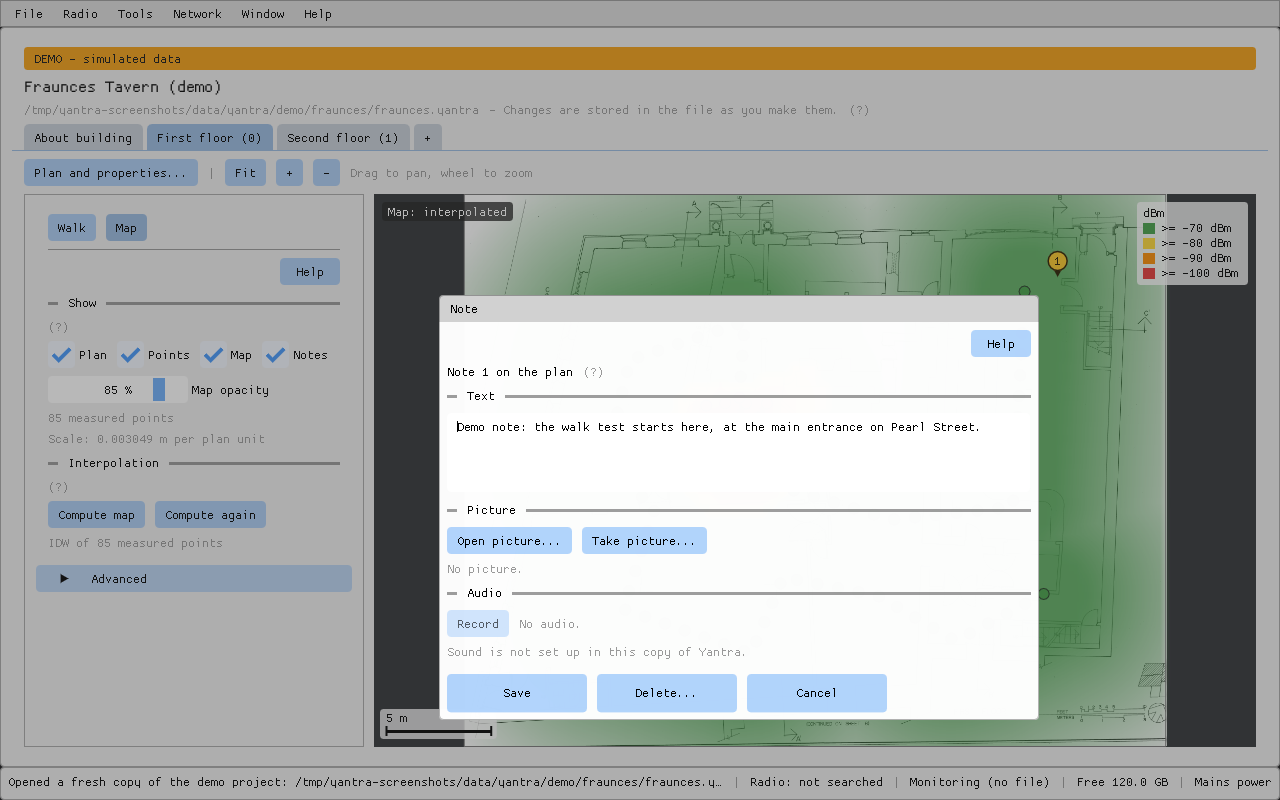 File Radio Tools Network Window Help
DEMO - simulated data
Fraunces Tavern (demo)
/tmp/yantra-screenshots/data/yantra/demo/fraunces/fraunces.yantra - Changes are stored in the file as you make them. (?)
About building First floor (0) Second floor (1) +
Plan and properties... | Fit + - Drag to pan, wheel to zoom
Walk Map
Help
Show
(?)
Plan Points Map Notes
85 % Map opacity
85 measured points
Scale: 0.003049 m per plan unit
Interpolation
(?)
Compute map Compute again
IDW of 85 measured points
Advanced
Map: interpolated
A
B
1
C
dBm
>= -70 dBm
>= -80 dBm
>= -90 dBm
>= -100 dBm
Note
Help
Note 1 on the plan (?)
Text
Demo note: the walk test starts here, at the main entrance on Pearl Street.
Picture
Open picture... Take picture...
No picture.
Audio
Record No audio.
Sound is not set up in this copy of Yantra.
Save Delete... Cancel
5 m
Opened a fresh copy of the demo project: /tmp/yantra-screenshots/data/yantra/demo/fraunces/fraunces.y… | Radio: not searched | Monitoring (no file) | Free 120.0 GB | Mains power